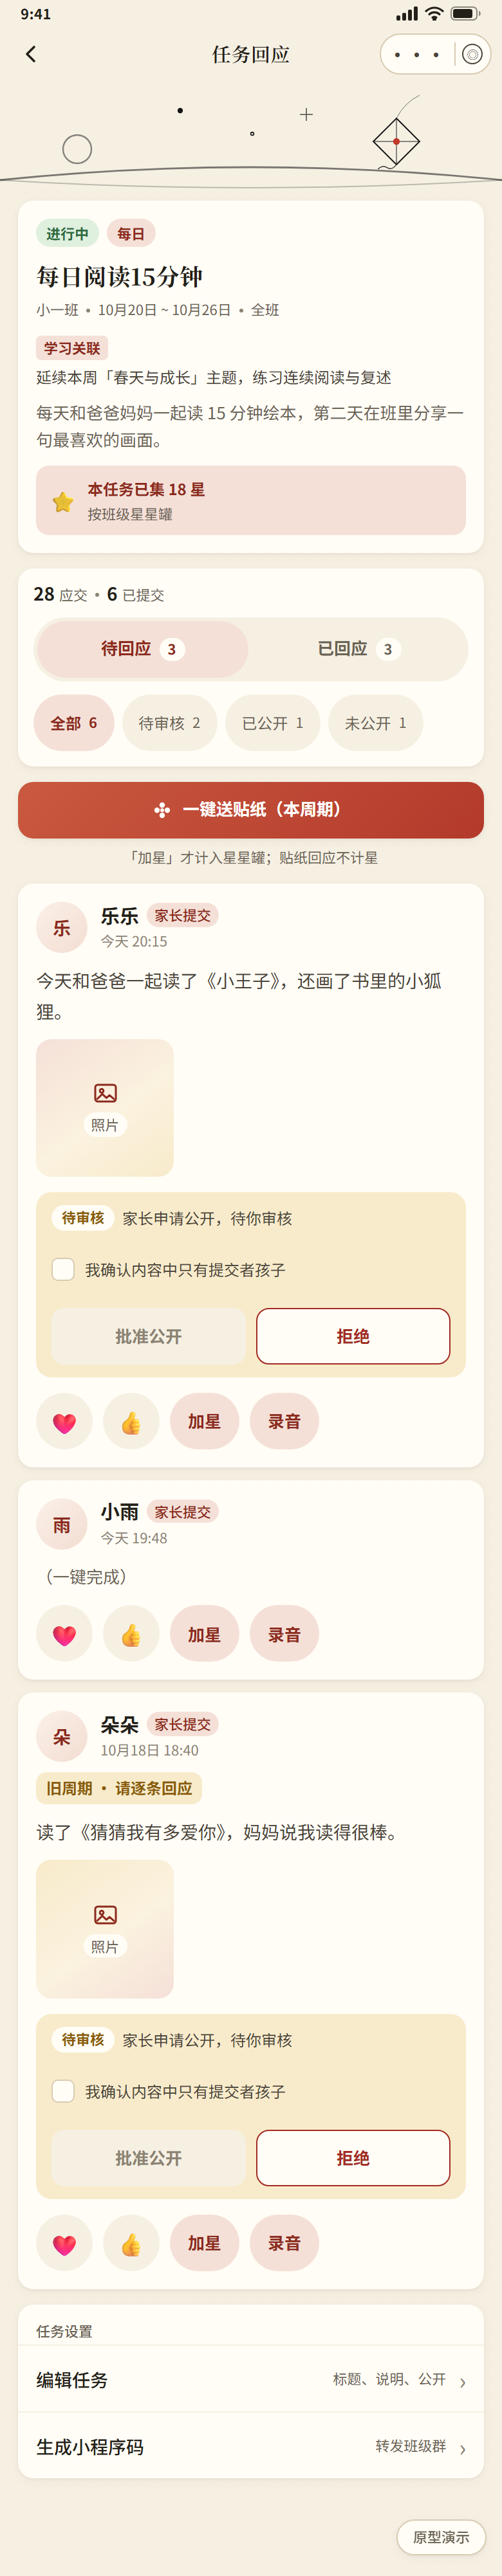 9:41
任务回应
进行中 每日
每日阅读15分钟
小一班 • 10月20日 ~ 10月26日 • 全班
学习关联
延续本周「春天与成长」主题，练习连续阅读与复述
每天和爸爸妈妈一起读 15 分钟绘本，第二天在班里分享一
句最喜欢的画面。
本任务已集 18 星
按班级星星罐
28 应交 • 6 已提交
待回应 3 已回应 3
全部 6 待审核 2 已公开 1 未公开 1
一键送贴纸（本周期）
「加星」才计入星星罐；贴纸回应不计星
乐 乐乐 家长提交
今天 20:15
今天和爸爸一起读了《小王子》，还画了书里的小狐
狸。
照片
待审核 家长申请公开，待你审核
我确认内容中只有提交者孩子
批准公开 拒绝
加星 录音
雨 小雨 家长提交
今天 19:48
（一键完成）
加星 录音
朵 朵朵 家长提交
10月18日 18:40
旧周期 · 请逐条回应
读了《猜猜我有多爱你》，妈妈说我读得很棒。
照片
待审核 家长申请公开，待你审核
我确认内容中只有提交者孩子
批准公开 拒绝
加星 录音
任务设置
编辑任务 标题、说明、公开 ›
生成小程序码 转发班级群 ›
原型演示